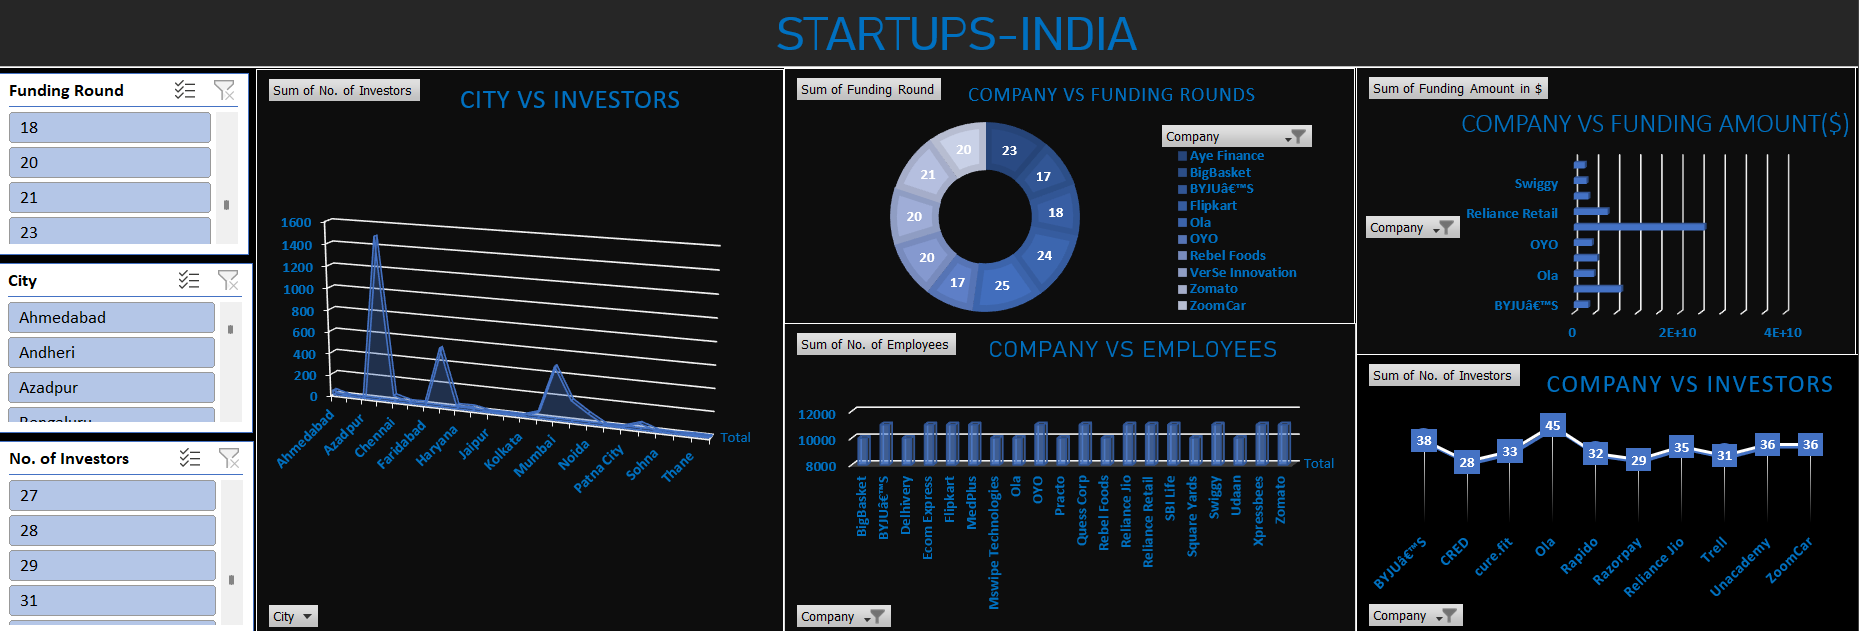 STARTUPS-INDIA
Funding Round
18
20
21
23
City
Ahmedabad
Andheri
Azadpur
Bengaluru
No. of Investors
27
28
29
31
Sum of No. of Investors
CITY VS INVESTORS
1600
1400
1200
1000
800
600
400
200
0
Ahmedabad
Azadpur
Chennai
Faridabad
Haryana
Jaipur
Kolkata
Mumbai
Noida
Patna City
Sohna
Thane
Total
City
Sum of Funding Round
COMPANY VS FUNDING ROUNDS
23
17
18
24
25
17
20
20
21
20
Company
Aye Finance
BigBasket
BYJUâ€™S
Flipkart
Ola
OYO
Rebel Foods
VerSe Innovation
Zomato
ZoomCar
Sum of No. of Employees
COMPANY VS EMPLOYEES
12000
10000
8000
BigBasket
BYJUâ€™S
Delhivery
Ecom Express
Flipkart
MedPlus
Mswipe Technologies
Ola
OYO
Practo
Quess Corp
Rebel Foods
Reliance Jio
Reliance Retail
SBI Life
Square Yards
Swiggy
Udaan
Xpressbees
Zomato
Total
Company
Sum of Funding Amount in $
COMPANY VS FUNDING AMOUNT($)
Company
Swiggy
Reliance Retail
OYO
Ola
BYJUâ€™S
0
2E+10
4E+10
Sum of No. of Investors
COMPANY VS INVESTORS
38
28
33
45
32
29
35
31
36
36
BYJUâ€™S
CRED
cure.fit
Ola
Rapido
Razorpay
Reliance Jio
Trell
Unacademy
ZoomCar
Company